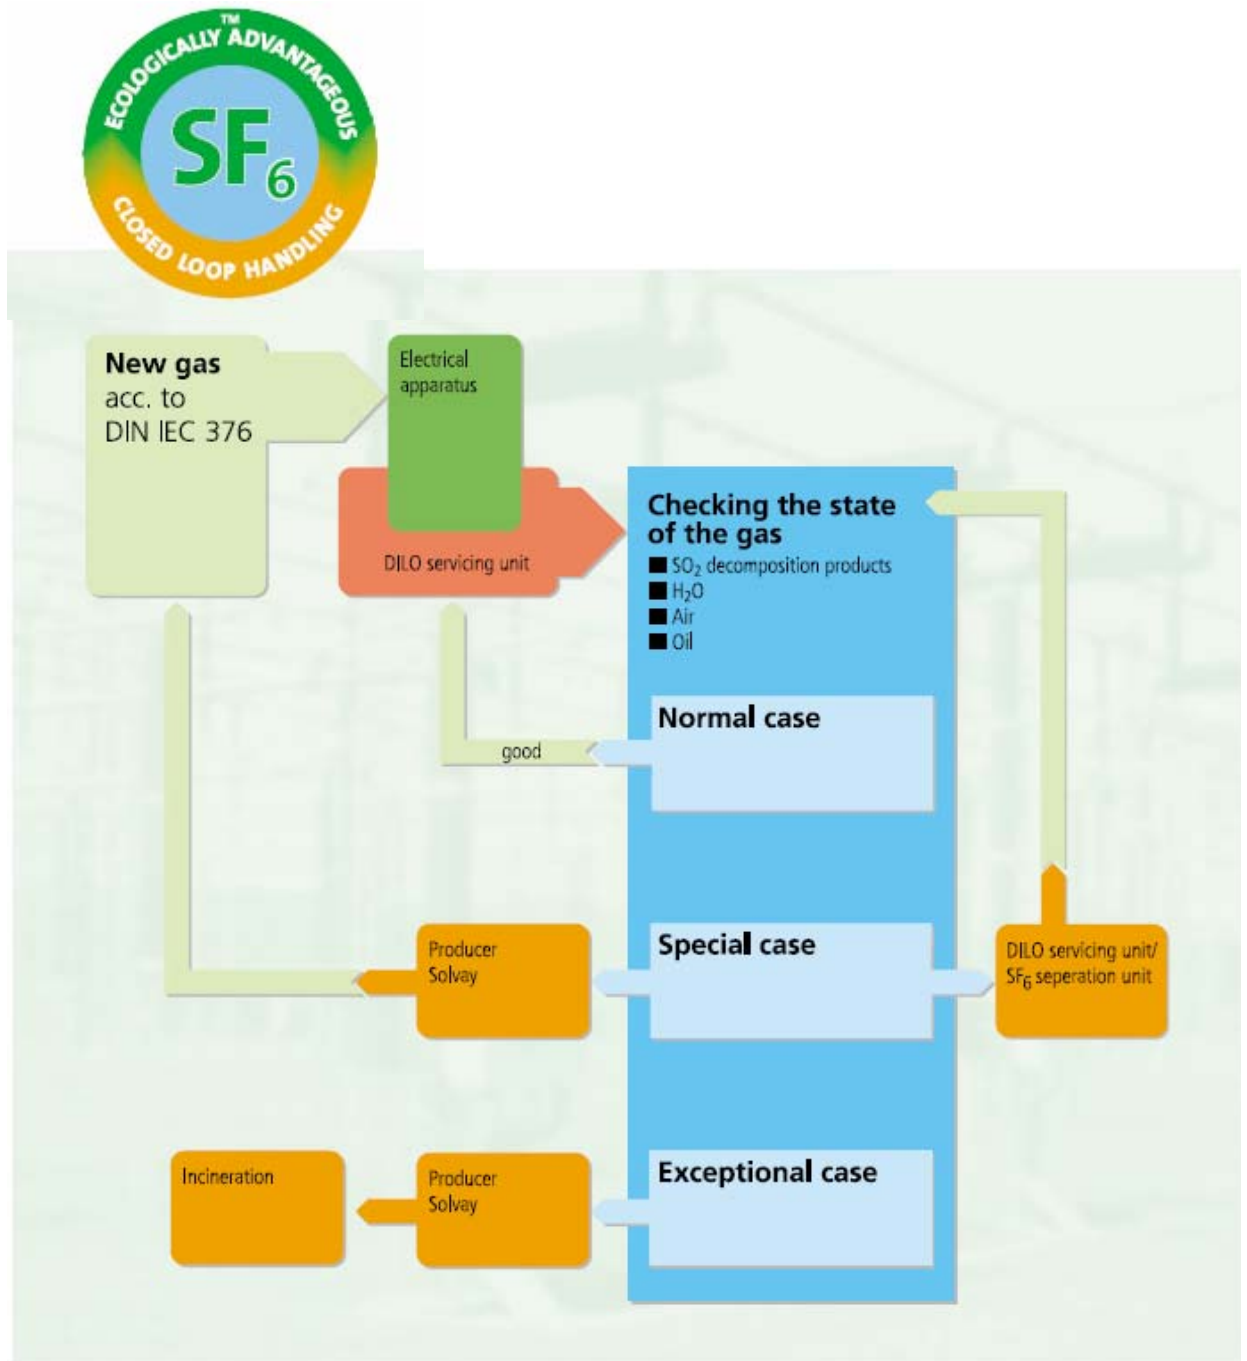 TM
ECOLOGICALLY ADVANTAGEOUS
SF6
CLOSED LOOP HANDLING
New gas
acc. to
DIN IEC 376
Electrical
apparatus
DILO servicing unit
Checking the state
of the gas
■ SO2 decomposition products
■ H2O
■ Air
■ Oil
Normal case
good
Special case
Producer
Solvay
DILO servicing unit/
SF6 seperation unit
Exceptional case
Producer
Solvay
Incineration